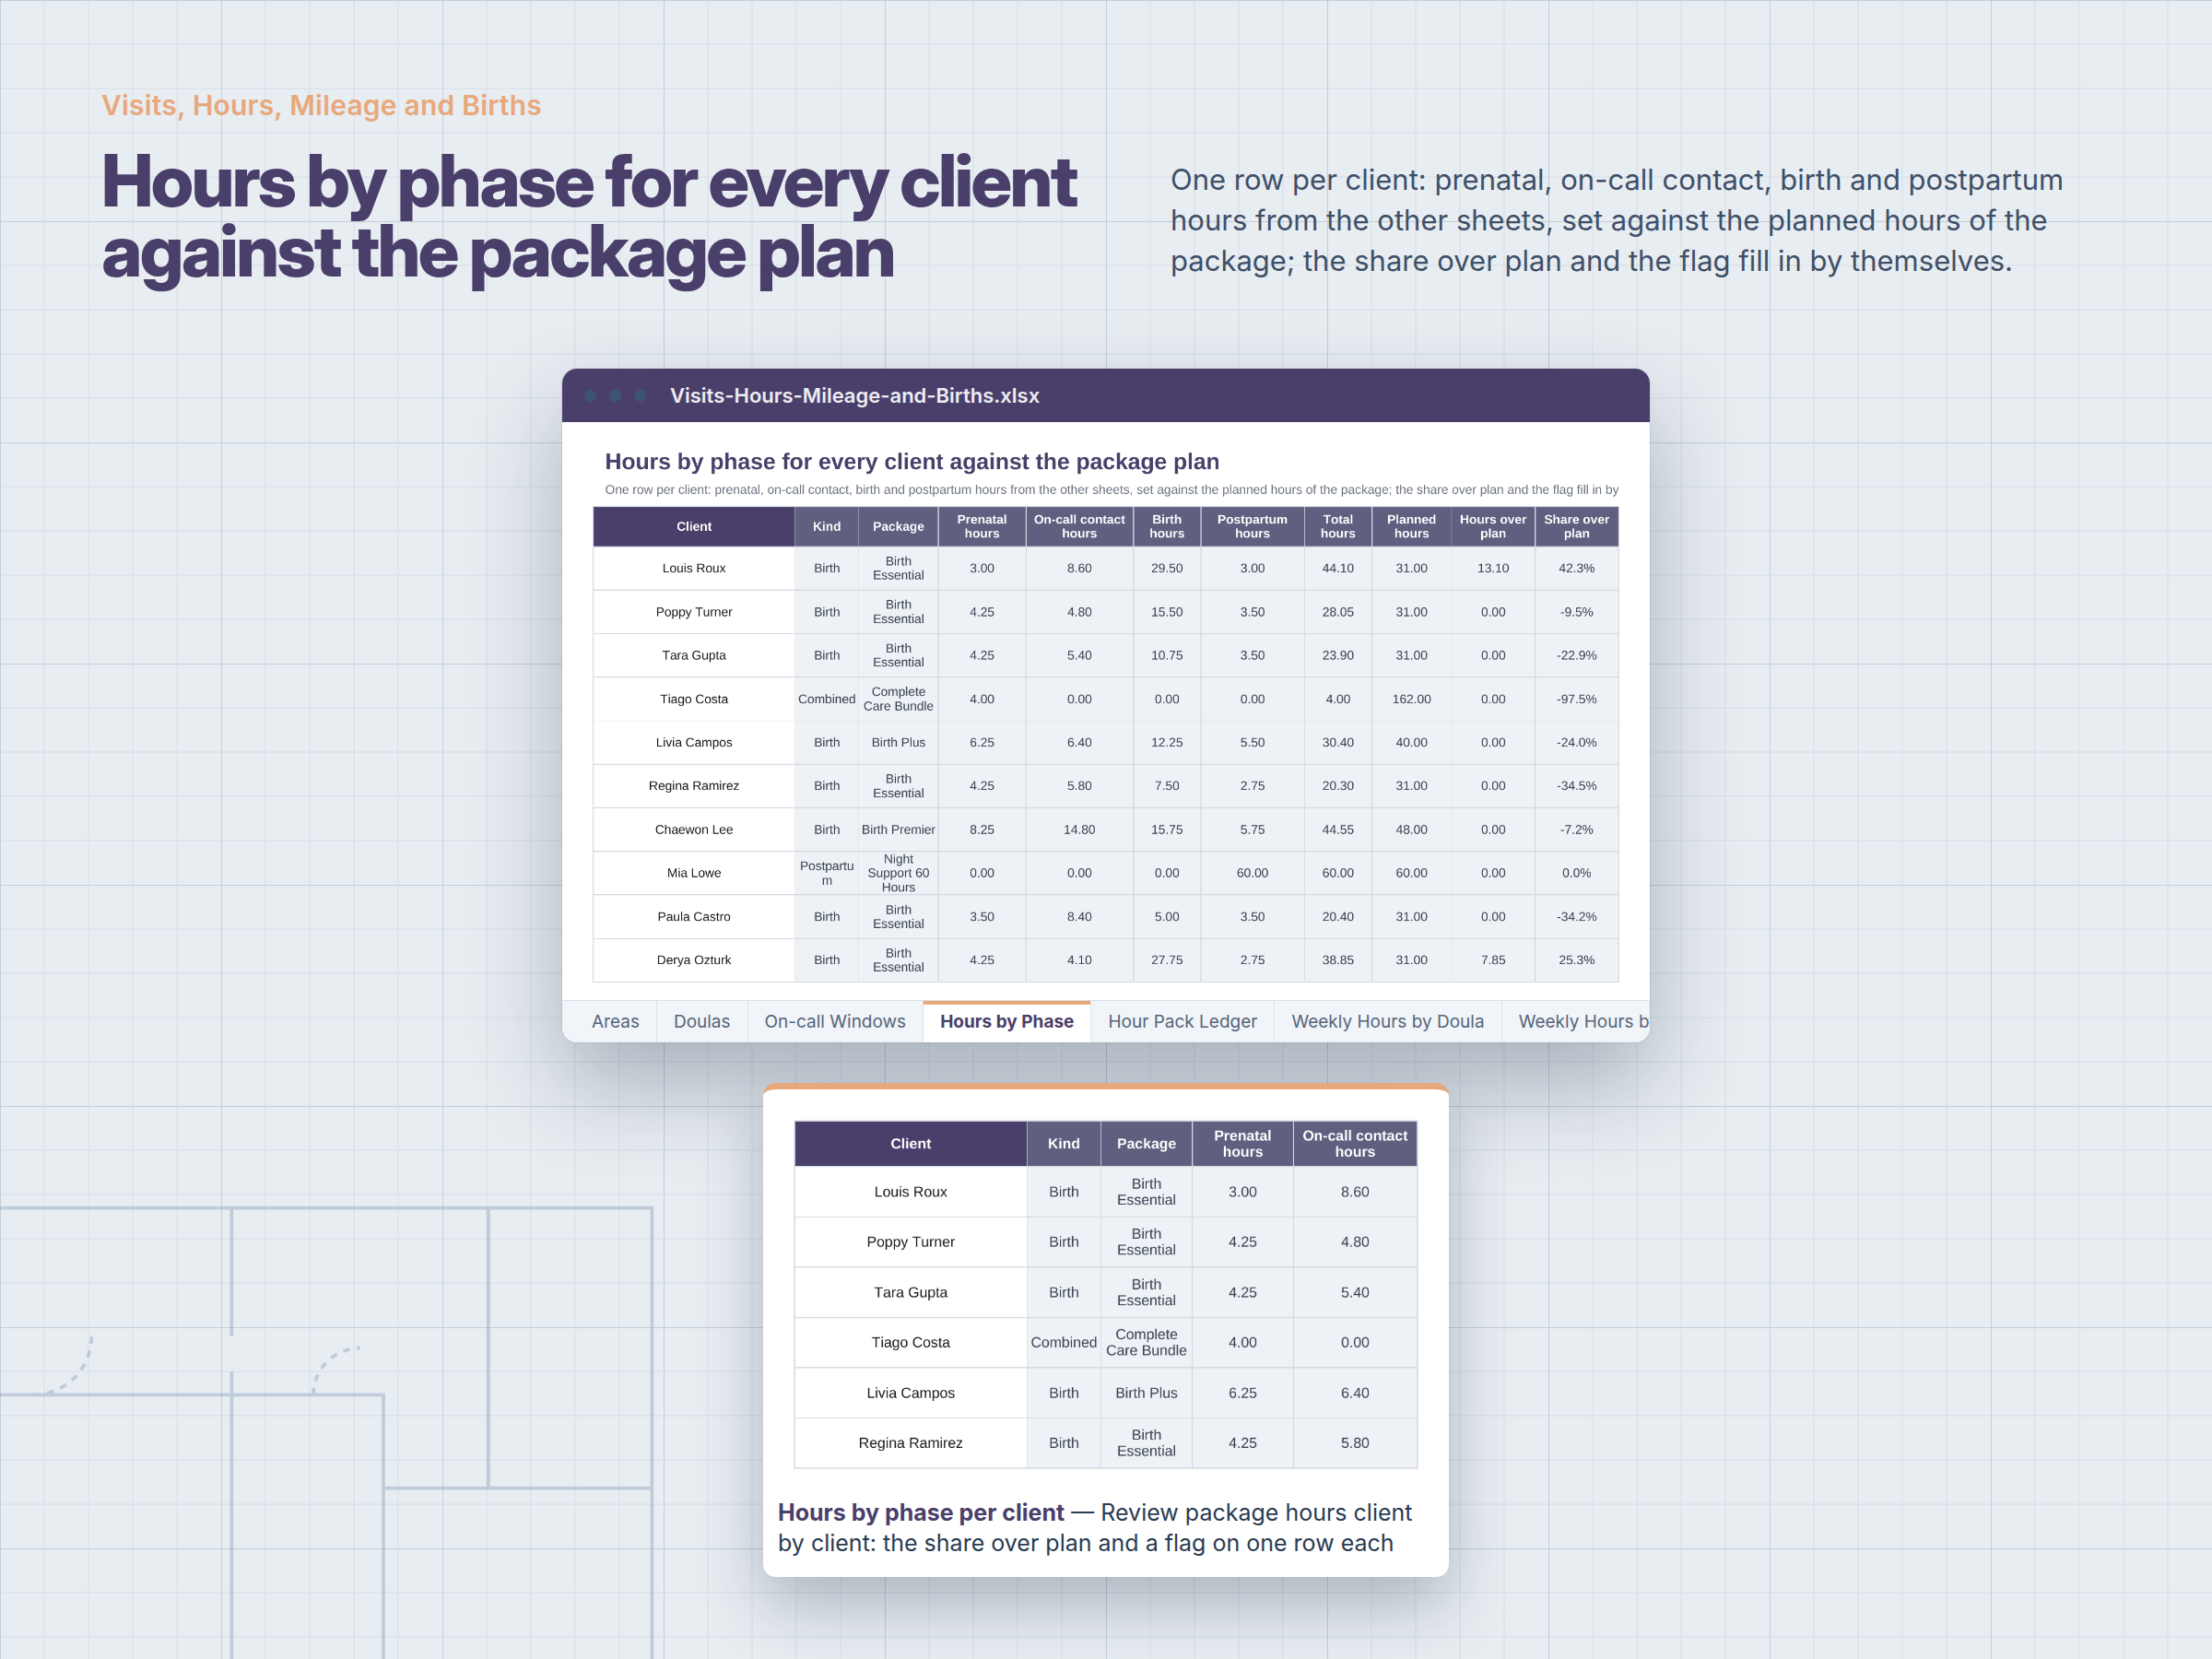 Visits, Hours, Mileage and Births
Hours by phase for every client
against the package plan
One row per client: prenatal, on-call contact, birth and postpartum
hours from the other sheets, set against the planned hours of the
package; the share over plan and the flag fill in by themselves.
Visits-Hours-Mileage-and-Births.xlsx
Hours by phase for every client against the package plan
One row per client: prenatal, on-call contact, birth and postpartum hours from the other sheets, set against the planned hours of the package; the share over plan and the flag fill in by
Client Kind Package Prenatal hours On-call contact hours Birth hours Postpartum hours Total hours Planned hours Hours over plan Share over plan
Louis Roux Birth Birth Essential 3.00 8.60 29.50 3.00 44.10 31.00 13.10 42.3%
Poppy Turner Birth Birth Essential 4.25 4.80 15.50 3.50 28.05 31.00 0.00 -9.5%
Tara Gupta Birth Birth Essential 4.25 5.40 10.75 3.50 23.90 31.00 0.00 -22.9%
Tiago Costa Combined Complete Care Bundle 4.00 0.00 0.00 0.00 4.00 162.00 0.00 -97.5%
Livia Campos Birth Birth Plus 6.25 6.40 12.25 5.50 30.40 40.00 0.00 -24.0%
Regina Ramirez Birth Birth Essential 4.25 5.80 7.50 2.75 20.30 31.00 0.00 -34.5%
Chaewon Lee Birth Birth Premier 8.25 14.80 15.75 5.75 44.55 48.00 0.00 -7.2%
Mia Lowe Postpartum Night Support 60 Hours 0.00 0.00 0.00 60.00 60.00 60.00 0.00 0.0%
Paula Castro Birth Birth Essential 3.50 8.40 5.00 3.50 20.40 31.00 0.00 -34.2%
Derya Ozturk Birth Birth Essential 4.25 4.10 27.75 2.75 38.85 31.00 7.85 25.3%
Areas Doulas On-call Windows Hours by Phase Hour Pack Ledger Weekly Hours by Doula Weekly Hours b
Client Kind Package Prenatal hours On-call contact hours
Louis Roux Birth Birth Essential 3.00 8.60
Poppy Turner Birth Birth Essential 4.25 4.80
Tara Gupta Birth Birth Essential 4.25 5.40
Tiago Costa Combined Complete Care Bundle 4.00 0.00
Livia Campos Birth Birth Plus 6.25 6.40
Regina Ramirez Birth Birth Essential 4.25 5.80
Hours by phase per client — Review package hours client
by client: the share over plan and a flag on one row each